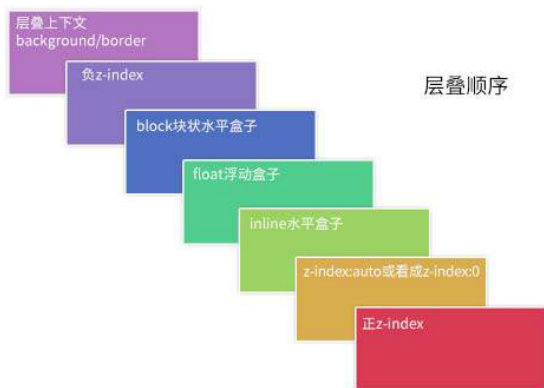 层叠上下文
background/border
负z-index
层叠顺序
block块状水平盒子
float浮动盒子
inline水平盒子
z-index:auto或看成z-index:0
正z-index